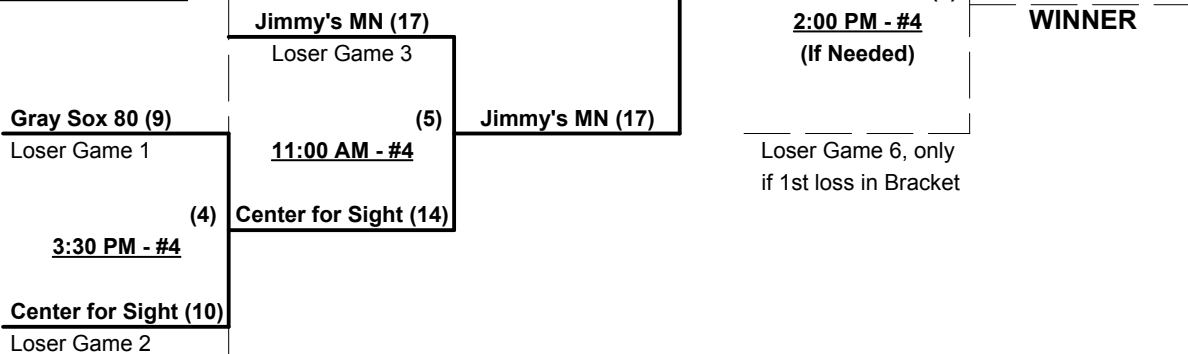 Jimmy's MN (17)
Loser Game 3
2:00 PM - #4
(If Needed)
WINNER
Gray Sox 80 (9)
Loser Game 1
(5)
11:00 AM - #4
Jimmy's MN (17)
Loser Game 6, only
if 1st loss in Bracket
(4)
Center for Sight (14)
3:30 PM - #4
Center for Sight (10)
Loser Game 2